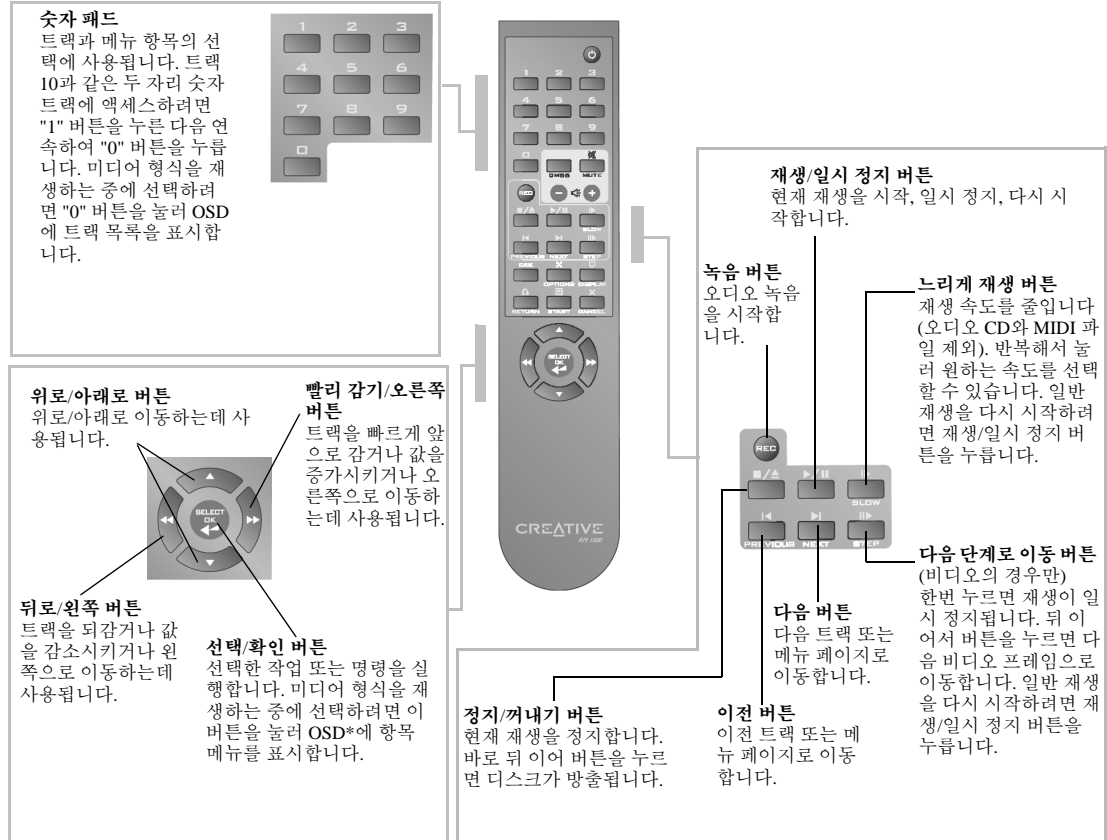 숫자 패드
트랙과 메뉴 항목의 선
택에 사용됩니다. 트랙
10과 같은 두 자리 숫자
트랙에 액세스하려면
"1" 버튼을 누른 다음 연
속하여 "0" 버튼을 누릅
니다. 미디어 형식을 재
생하는 중에 선택하려
면 "0" 버튼을 눌러 OSD
에 트랙 목록을 표시합
니다.
1 2 3
4 5 6
7 8 9
0
1 2 3
4 5 6
7 8 9
0
CMSS MUTE
REC
SLOW
PREVIOUS NEXT STEP
EAX OPTIONS DISPLAY
RETURN START CANCEL
SELECT
OK
CREATIVE
RM-1000
위로/아래로 버튼
위로/아래로 이동하는데 사
용됩니다.
빨리 감기/오른쪽
버튼
트랙을 빠르게 앞
으로 감거나 값을
증가시키거나 오
른쪽으로 이동하
는데 사용됩니다.
SELECT
OK
뒤로/왼쪽 버튼
트랙을 되감거나 값
을 감소시키거나 왼
쪽으로 이동하는데
사용됩니다.
선택/확인 버튼
선택한 작업 또는 명령을 실
행합니다. 미디어 형식을 재
생하는 중에 선택하려면 이
버튼을 눌러 OSD*에 항목
메뉴를 표시합니다.
재생/일시 정지 버튼
현재 재생을 시작, 일시 정지, 다시 시
작합니다.
녹음 버튼
오디오 녹음
을 시작합
니다.
느리게 재생 버튼
재생 속도를 줄입니다
(오디오 CD와 MIDI 파
일 제외). 반복해서 눌
러 원하는 속도를 선택
할 수 있습니다. 일반
재생을 다시 시작하려
면 재생/일시 정지 버
튼을 누릅니다.
REC
SLOW
PREVIOUS NEXT STEP
다음 단계로 이동 버튼
(비디오의 경우만)
한번 누르면 재생이 일
시 정지됩니다. 뒤 이
어서 버튼을 누르면 다
음 비디오 프레임으로
이동합니다. 일반 재생
을 다시 시작하려면 재
생/일시 정지 버튼을
누릅니다.
다음 버튼
다음 트랙 또는
메뉴 페이지로
이동합니다.
이전 버튼
이전 트랙 또는 메
뉴 페이지로 이동
합니다.
정지/꺼내기 버튼
현재 재생을 정지합니다.
바로 뒤 이어 버튼을 누르
면 디스크가 방출됩니다.